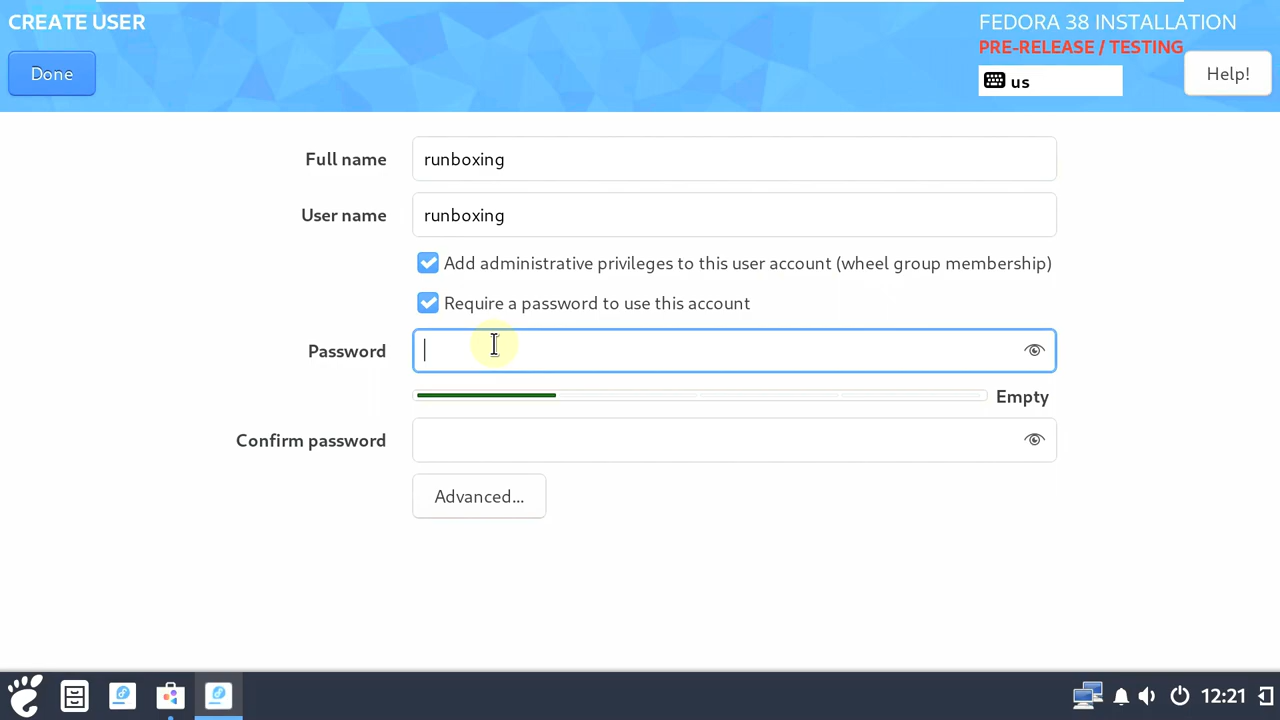 CREATE USER
FEDORA 38 INSTALLATION
PRE-RELEASE / TESTING
Done
us
Help!
Full name
runboxing
User name
runboxing
Add administrative privileges to this user account (wheel group membership)
Require a password to use this account
Password
Empty
Confirm password
Advanced...
12:21